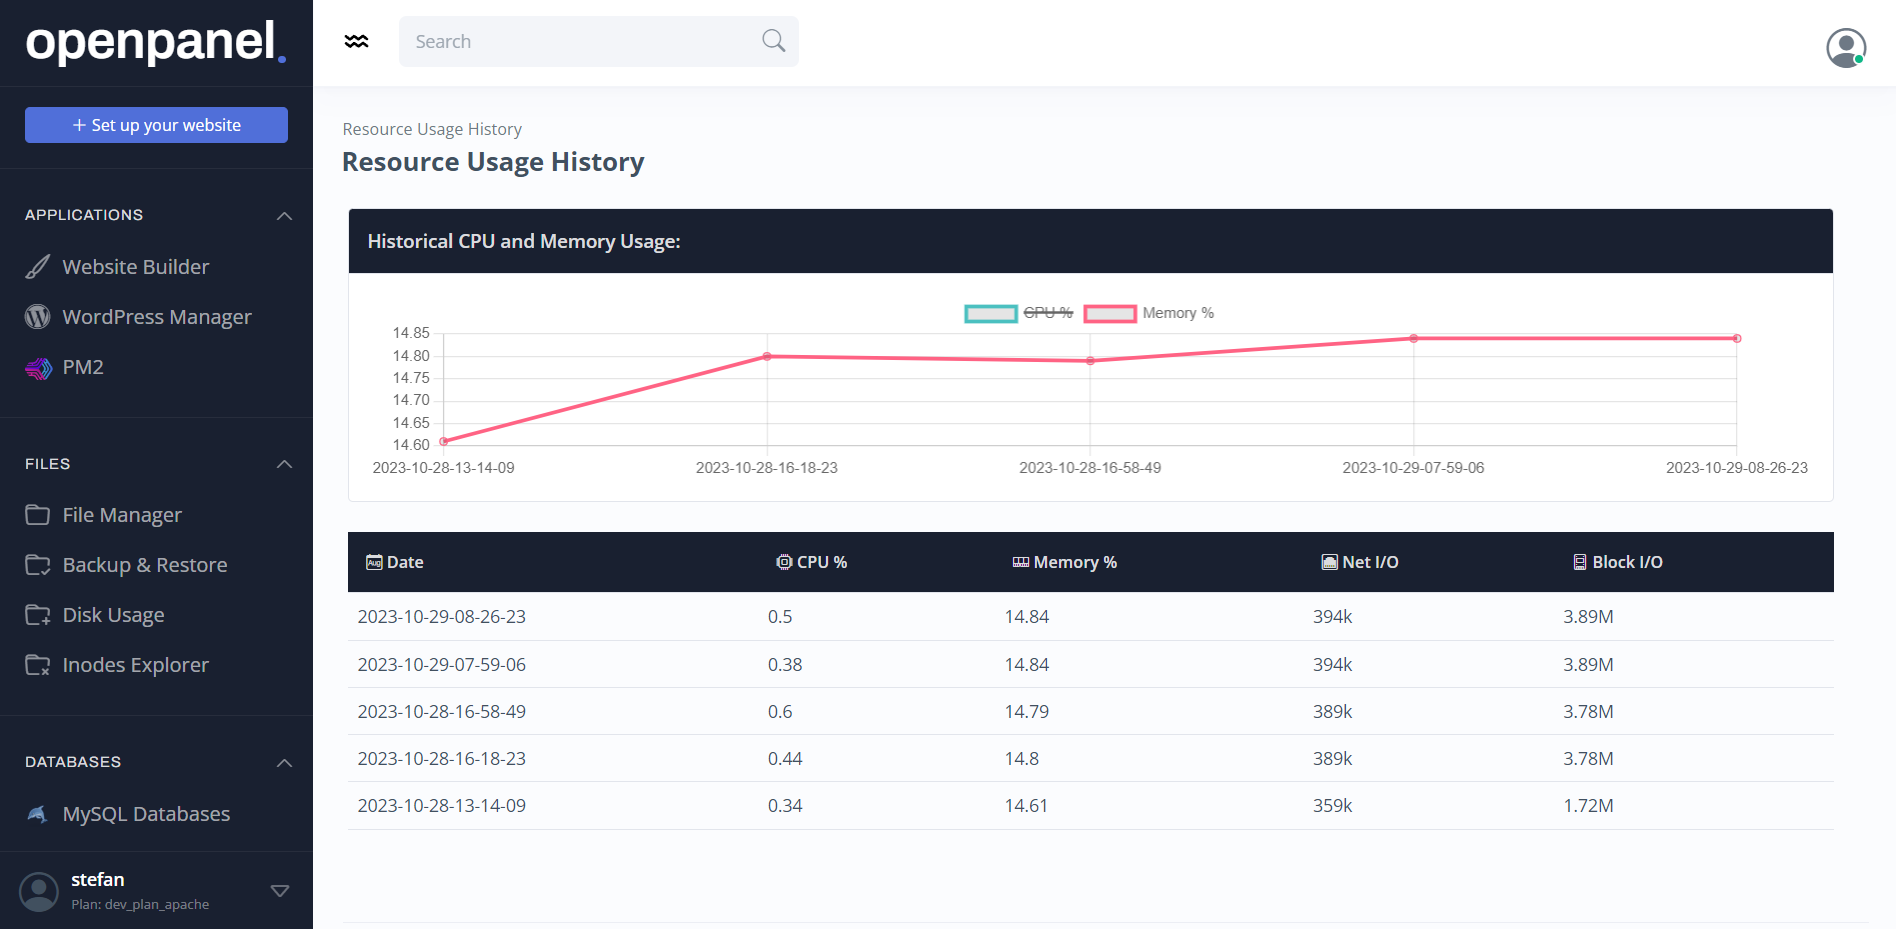 openpanel.
Search
+ Set up your website
Resource Usage History
Resource Usage History
APPLICATIONS
Website Builder
WordPress Manager
PM2
FILES
File Manager
Backup & Restore
Disk Usage
Inodes Explorer
DATABASES
MySQL Databases
stefan
Plan: dev_plan_apache
Historical CPU and Memory Usage:
CPU % Memory %
14.85
14.80
14.75
14.70
14.65
14.60
2023-10-28-13-14-09 2023-10-28-16-18-23 2023-10-28-16-58-49 2023-10-29-07-59-06 2023-10-29-08-26-23
Aug Date CPU % Memory % Net I/O Block I/O
2023-10-29-08-26-23 0.5 14.84 394k 3.89M
2023-10-29-07-59-06 0.38 14.84 394k 3.89M
2023-10-28-16-58-49 0.6 14.79 389k 3.78M
2023-10-28-16-18-23 0.44 14.8 389k 3.78M
2023-10-28-13-14-09 0.34 14.61 359k 1.72M